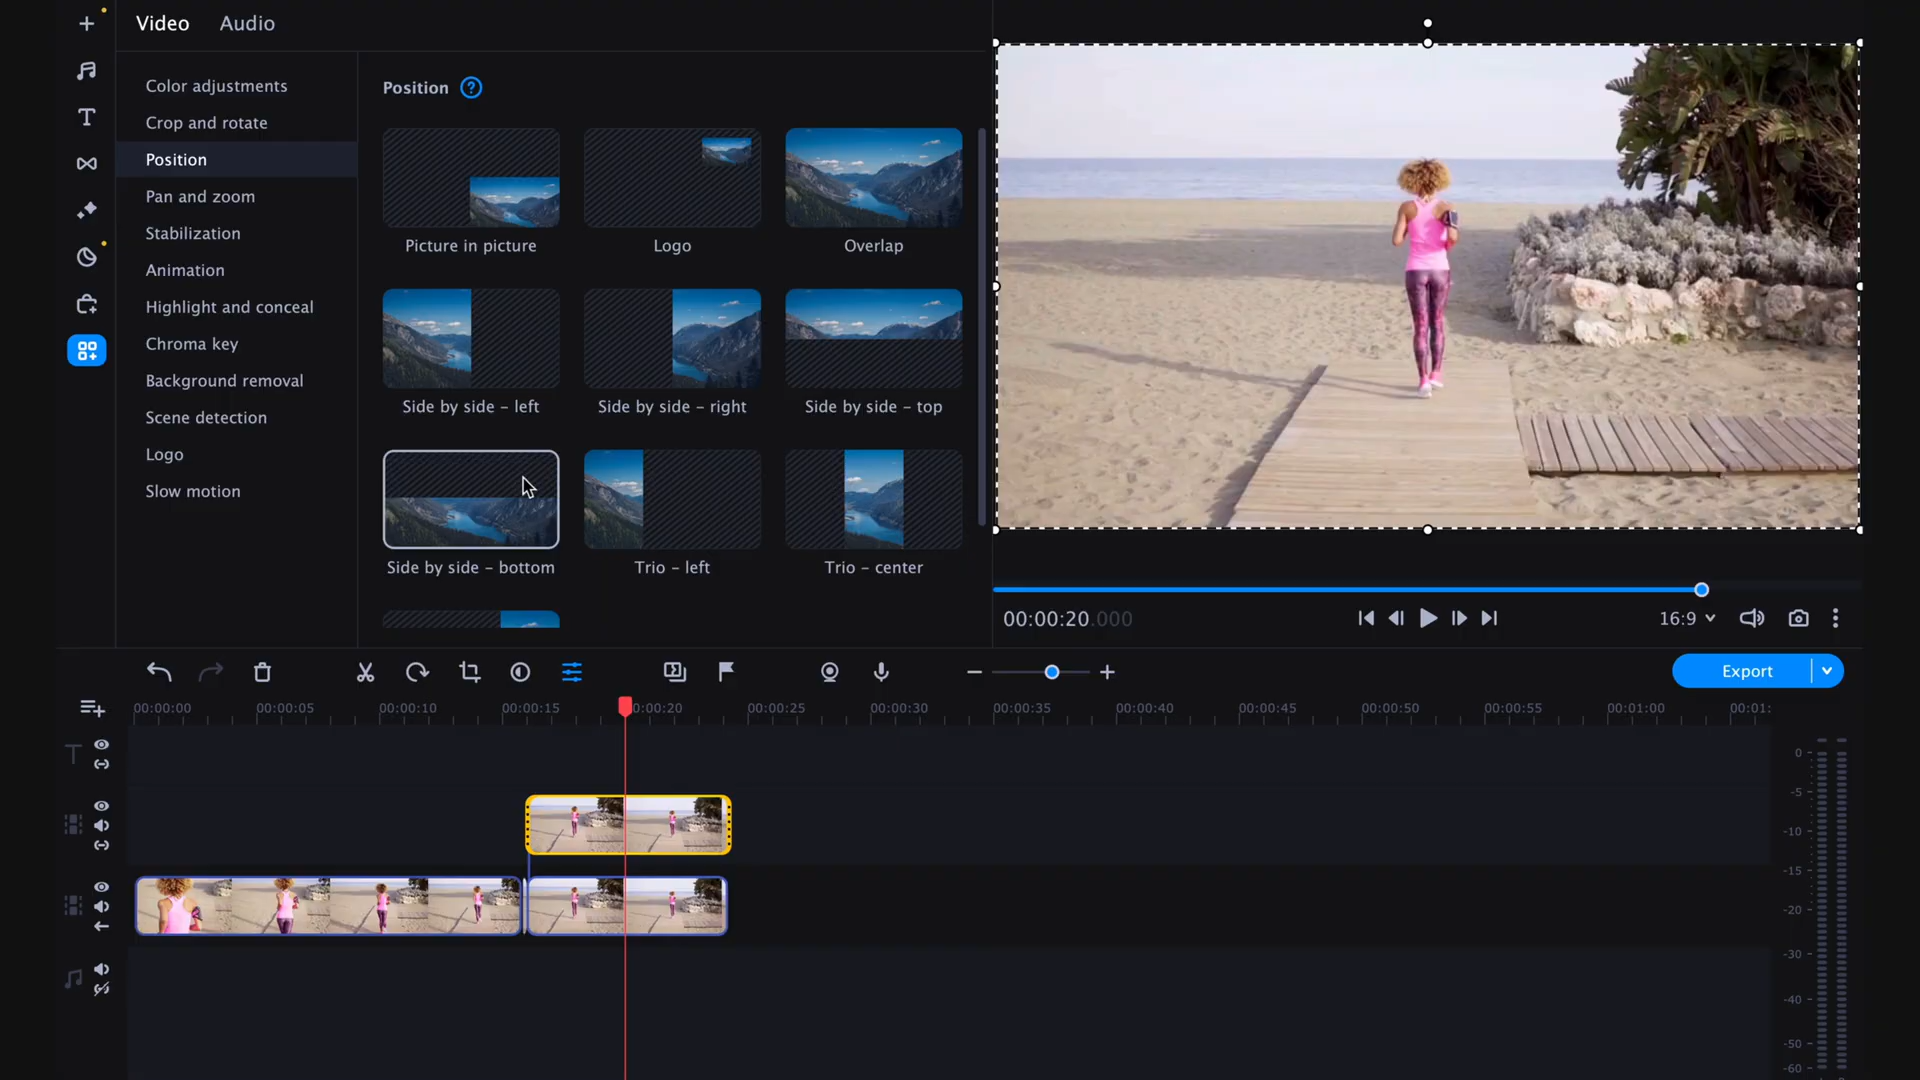 Video Audio
Color adjustments
Crop and rotate
Position
Pan and zoom
Stabilization
Animation
Highlight and conceal
Chroma key
Background removal
Scene detection
Logo
Slow motion
Position ?
Picture in picture Logo Overlap
Side by side – left Side by side – right Side by side – top
Side by side – bottom Trio – left Trio – center
00:00:20.000
16:9
Export
00:00:00 00:00:05 00:00:10 00:00:15 0:00:20 00:00:25 00:00:30 00:00:35 00:00:40 00:00:45 00:00:50 00:00:55 00:01:00 00:01:
0
-5
-10
-15
-20
-30
-40
-50
-60